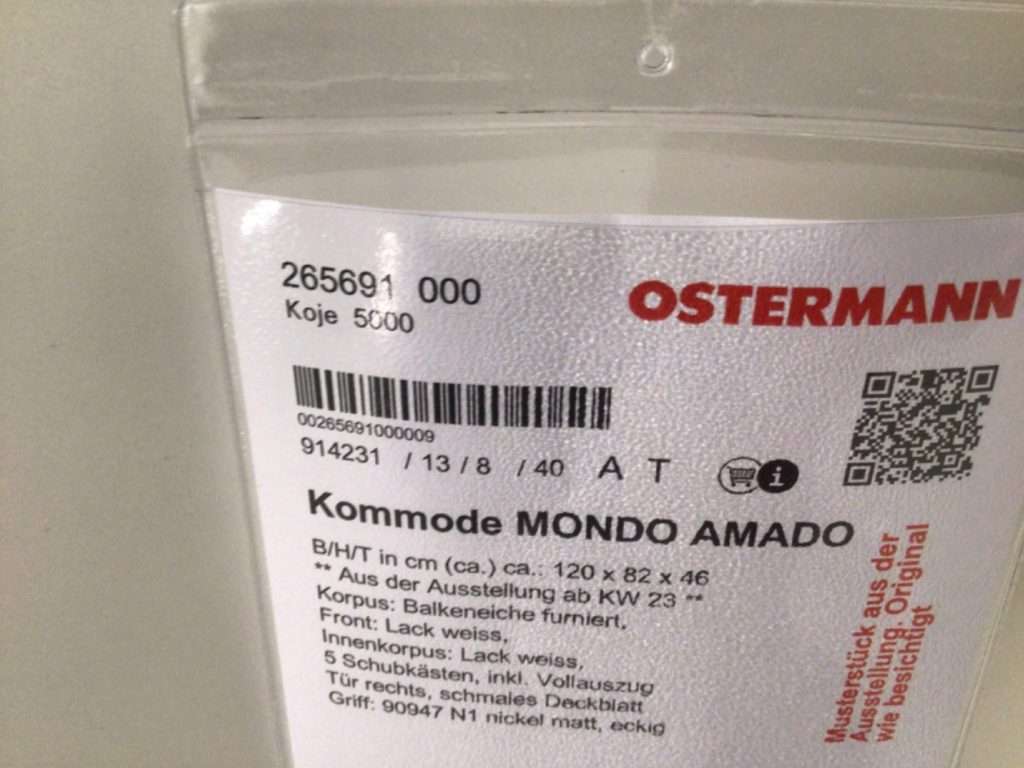 265691 000
Koje 5000
OSTERMANN
00265691000009
914231 / 13 / 8 / 40 A T
i
Kommode MONDO AMADO
B/H/T in cm (ca.) ca.: 120 x 82 x 46
** Aus der Ausstellung ab KW 23 **
Korpus: Balkeneiche furniert,
Front: Lack weiss,
Innenkorpus: Lack weiss,
5 Schubkästen, inkl. Vollauszug
Tür rechts, schmales Deckblatt
Griff: 90947 N1 nickel matt, eckig
Musterstück aus der
Ausstellung. Original
wie besichtigt